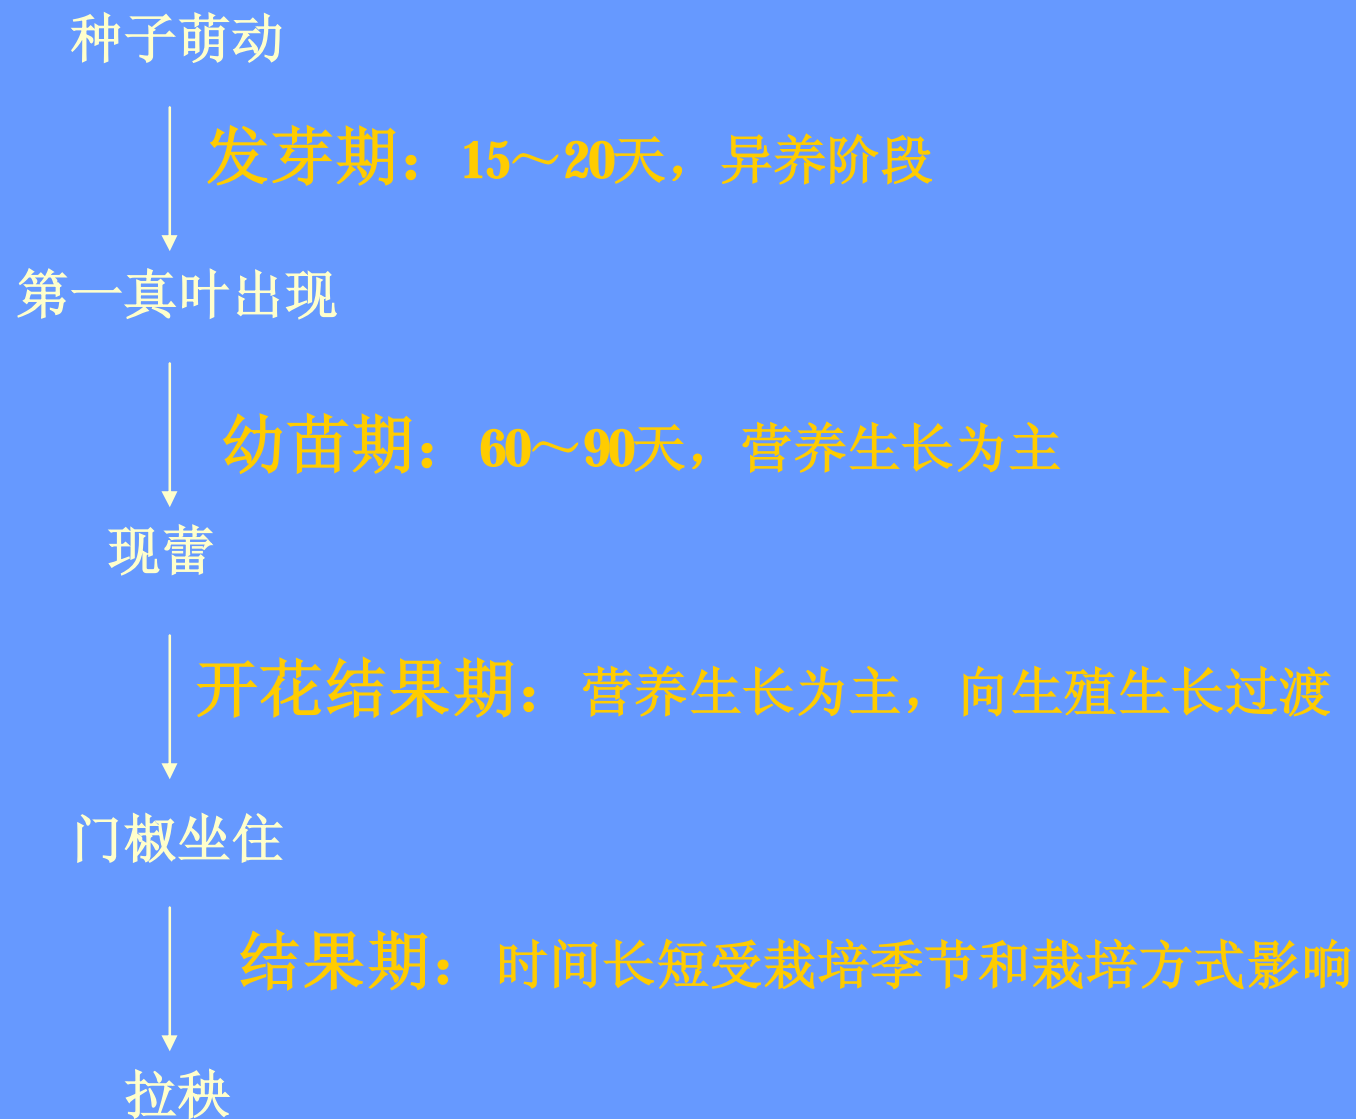 种子萌动
发芽期：15～20天，异养阶段
第一真叶出现
幼苗期：60～90天，营养生长为主
现蕾
开花结果期：营养生长为主，向生殖生长过渡
门椒坐住
结果期：时间长短受栽培季节和栽培方式影响
拉秧